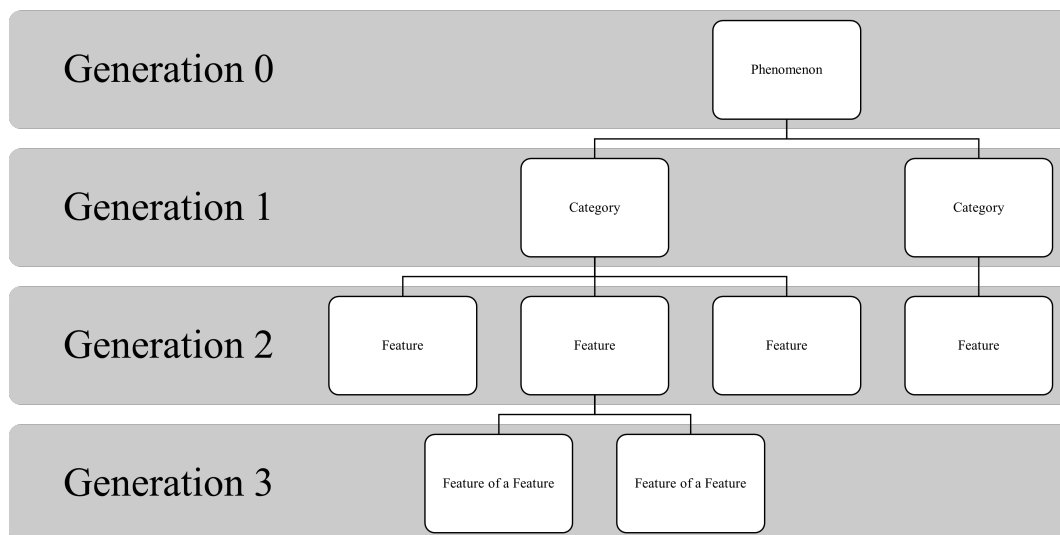 Generation 0
Phenomenon
Generation 1
Category
Category
Generation 2
Feature
Feature
Feature
Feature
Generation 3
Feature of a Feature
Feature of a Feature